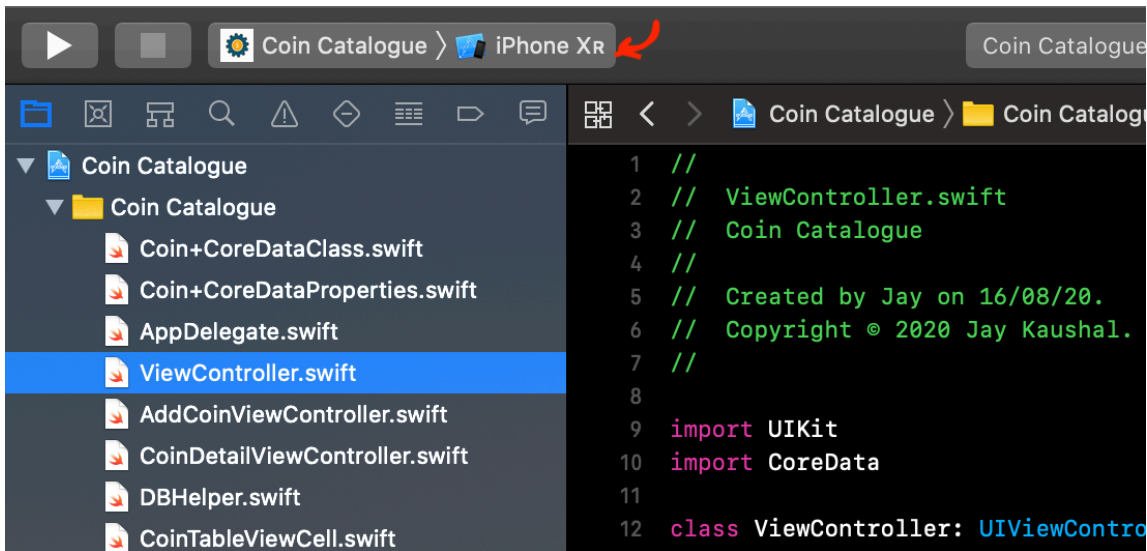 Coin Catalogue 〉 iPhone XR
Coin Catalogue
Coin Catalogue 〉 Coin Catalogu
Coin Catalogue
Coin Catalogue
Coin+CoreDataClass.swift
Coin+CoreDataProperties.swift
AppDelegate.swift
ViewController.swift
AddCoinViewController.swift
CoinDetailViewController.swift
DBHelper.swift
CoinTableViewCell.swift
1 //
2 //  ViewController.swift
3 //  Coin Catalogue
4 //
5 //  Created by Jay on 16/08/20.
6 //  Copyright © 2020 Jay Kaushal.
7 //
8
9 import UIKit
10 import CoreData
11
12 class ViewController: UIViewContro